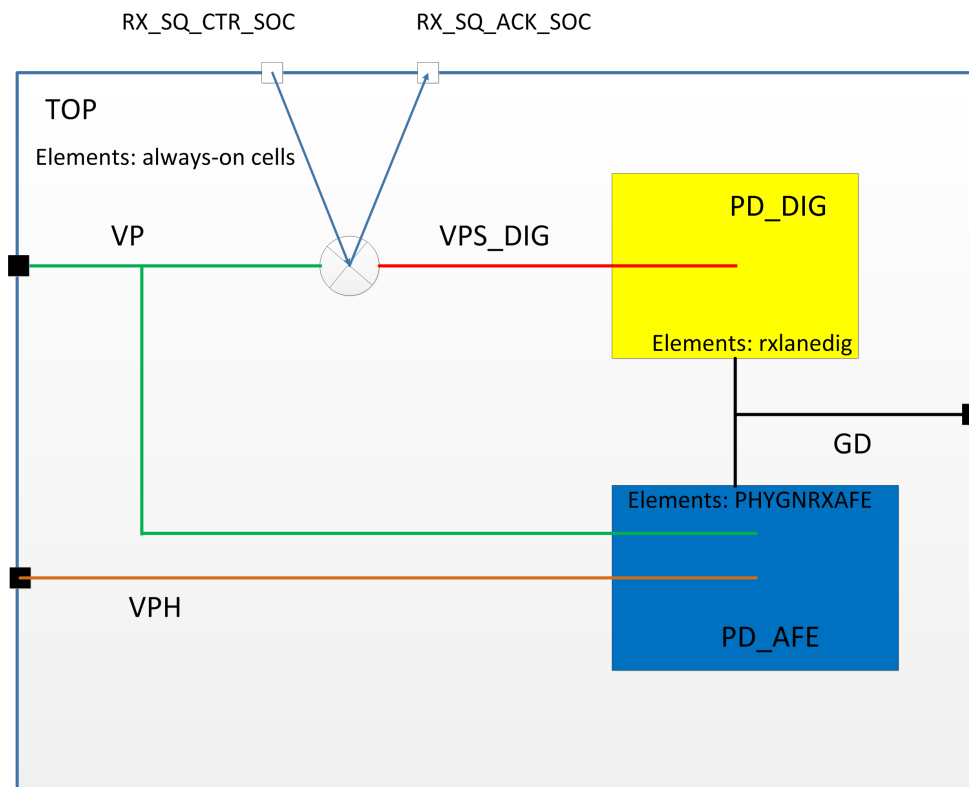 RX_SQ_CTR_SOC
RX_SQ_ACK_SOC
TOP
Elements: always-on cells
VP
VPS_DIG
PD_DIG
Elements: rxlanedig
GD
Elements: PHYGNRXAFE
VPH
PD_AFE